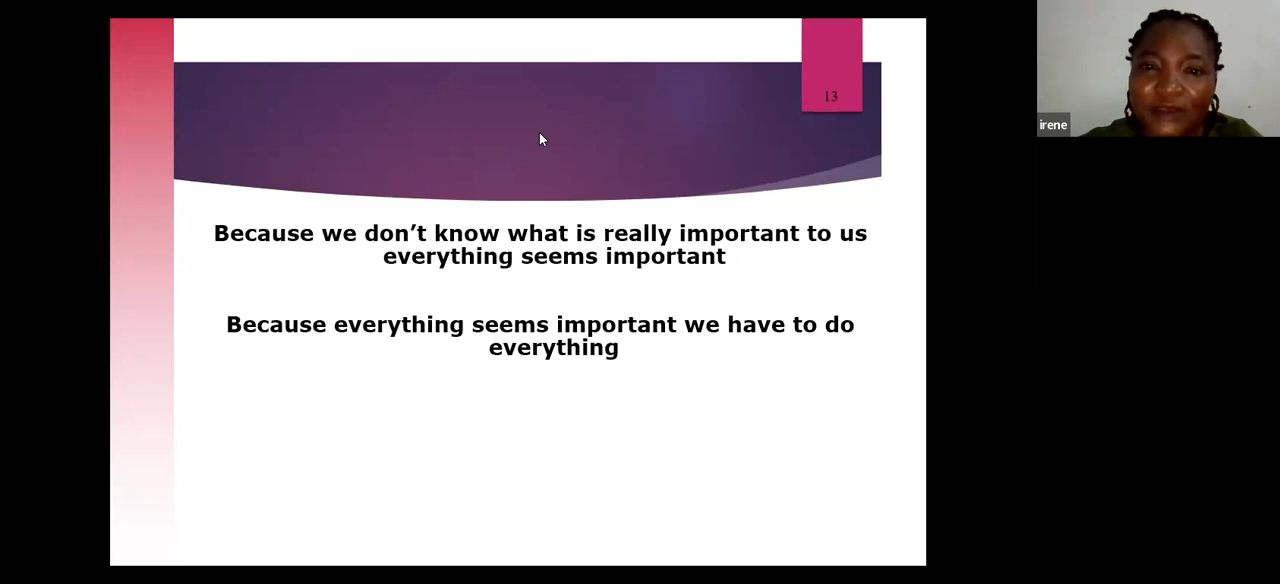 13
irene
Because we don’t know what is really important to us
everything seems important
Because everything seems important we have to do
everything